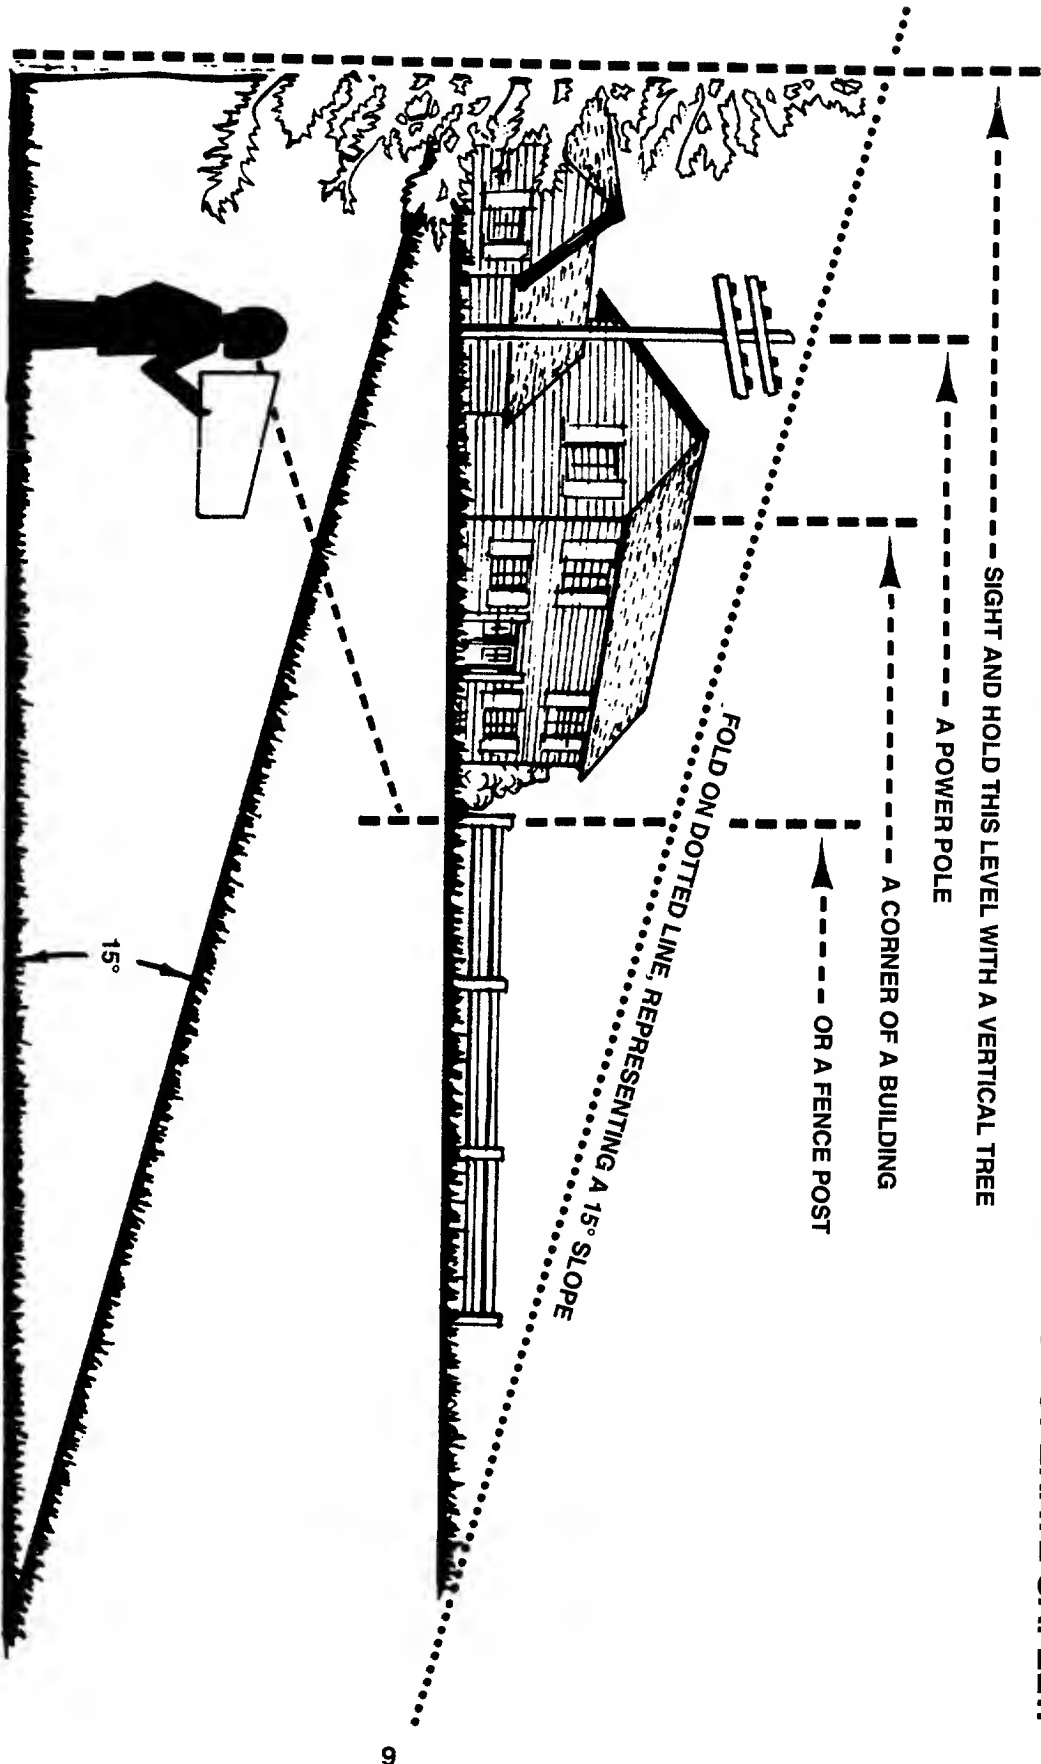 SIGHT AND HOLD THIS LEVEL WITH A VERTICAL TREE
A POWER POLE
A CORNER OF A BUILDING
OR A FENCE POST
FOLD ON DOTTED LINE, REPRESENTING A 15° SLOPE
15°
9